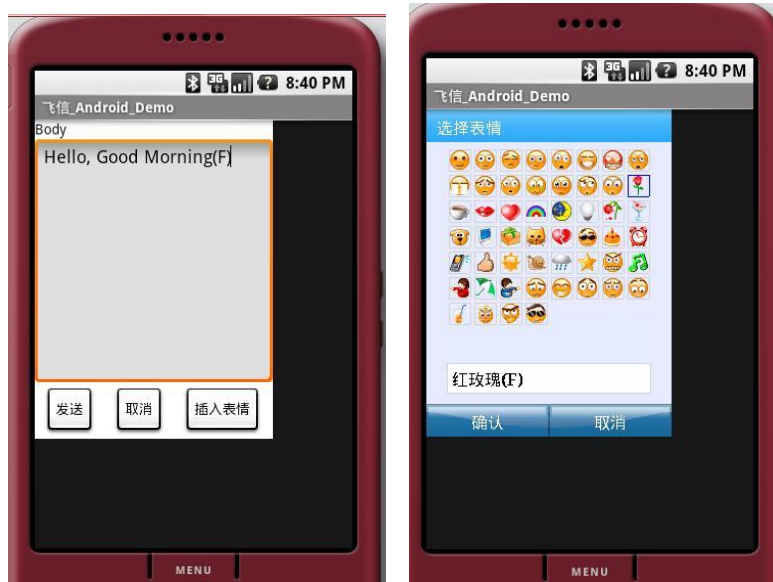 3G
8:40 PM
飞信_Android_Demo
Body
Hello, Good Morning(F)
发送
取消
插入表情
MENU
3G
8:40 PM
飞信_Android_Demo
选择表情
红玫瑰(F)
确认
取消
MENU